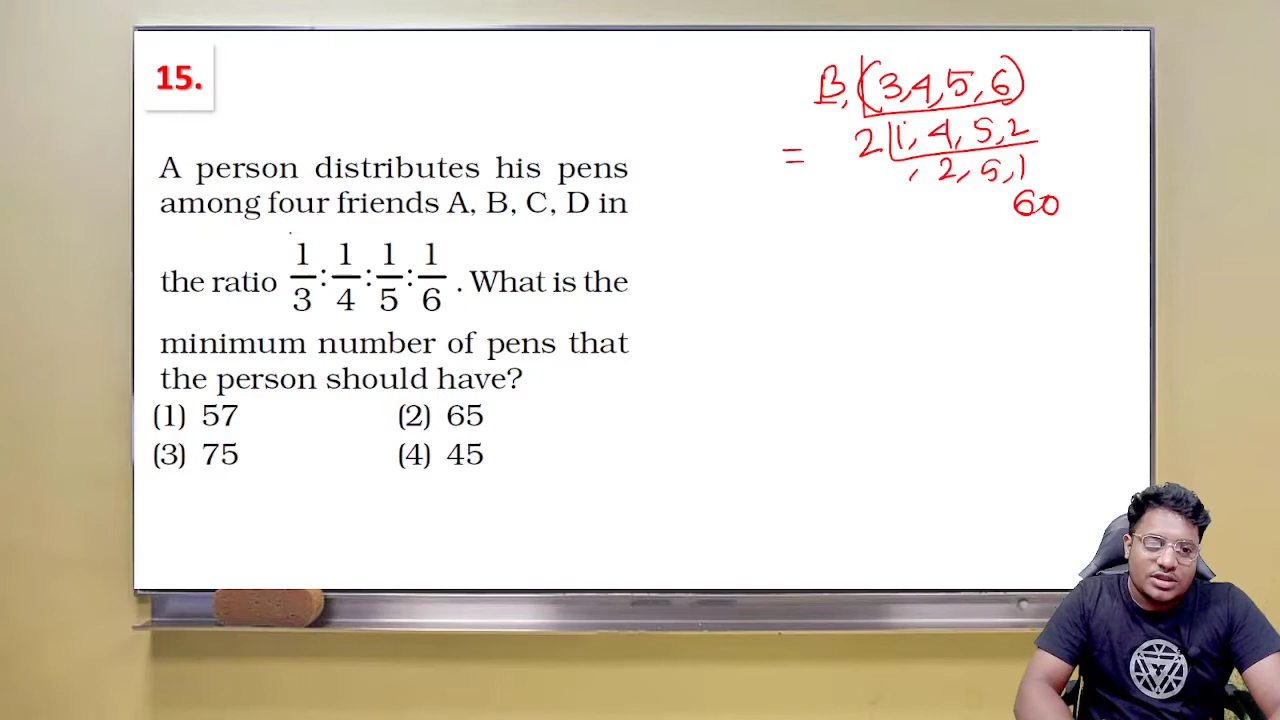 15.
A person distributes his pens
among four friends A, B, C, D in
the ratio 1/3 : 1/4 : 1/5 : 1/6 . What is the
minimum number of pens that
the person should have?
(1) 57 (2) 65
(3) 75 (4) 45
3, (3,4,5,6)
= 2 1, 4, 5, 2
, 2, 5, 1
60